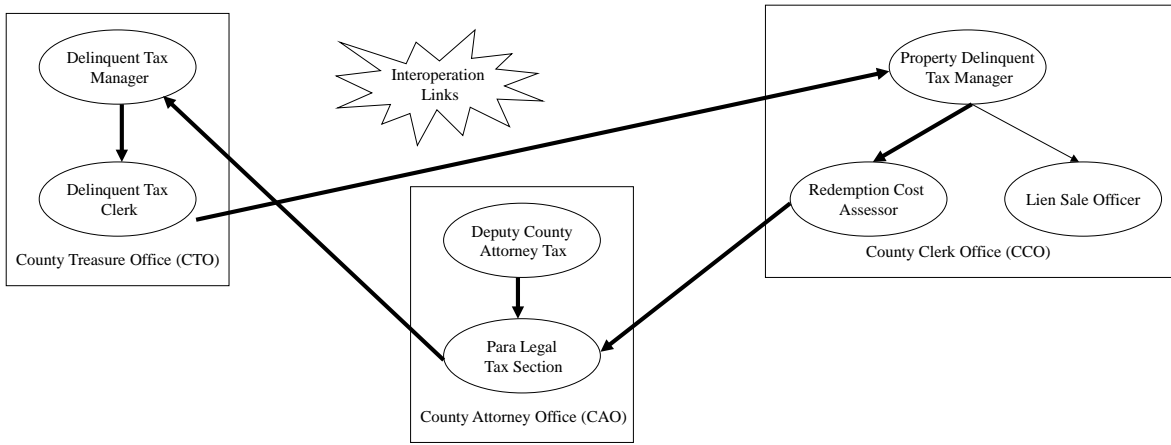 Delinquent Tax
Manager
Delinquent Tax
Clerk
County Treasure Office (CTO)
Interoperation
Links
Deputy County
Attorney Tax
Para Legal
Tax Section
County Attorney Office (CAO)
Property Delinquent
Tax Manager
Redemption Cost
Assessor
Lien Sale Officer
County Clerk Office (CCO)